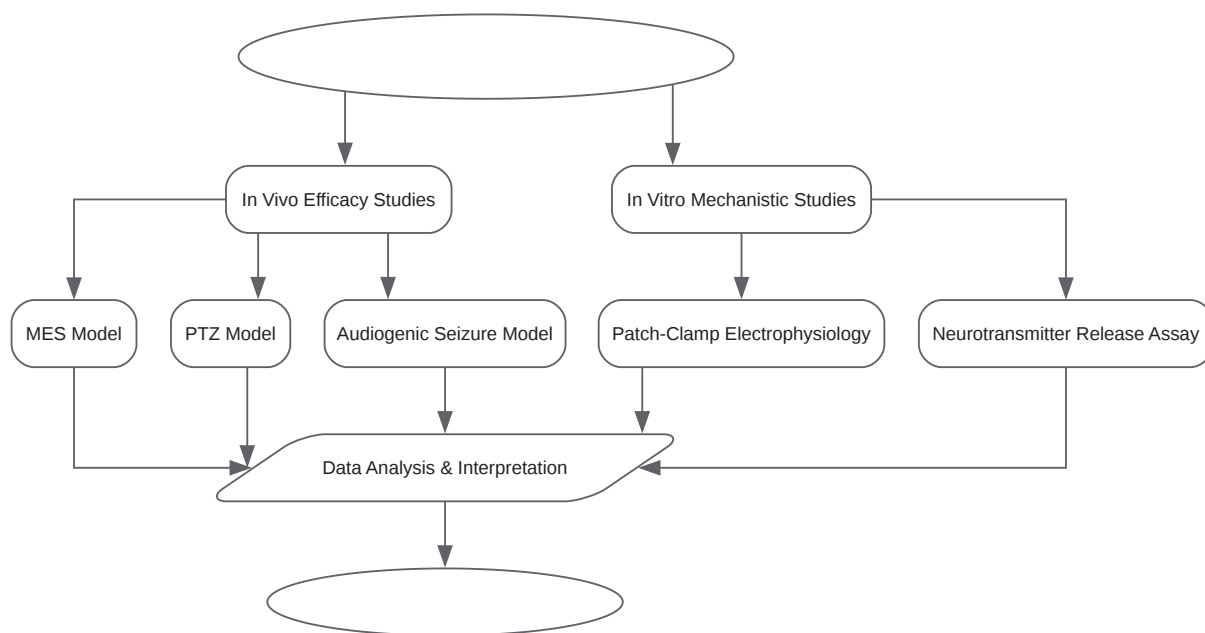 In Vivo Efficacy Studies
In Vitro Mechanistic Studies
MES Model
PTZ Model
Audiogenic Seizure Model
Patch-Clamp Electrophysiology
Neurotransmitter Release Assay
Data Analysis & Interpretation